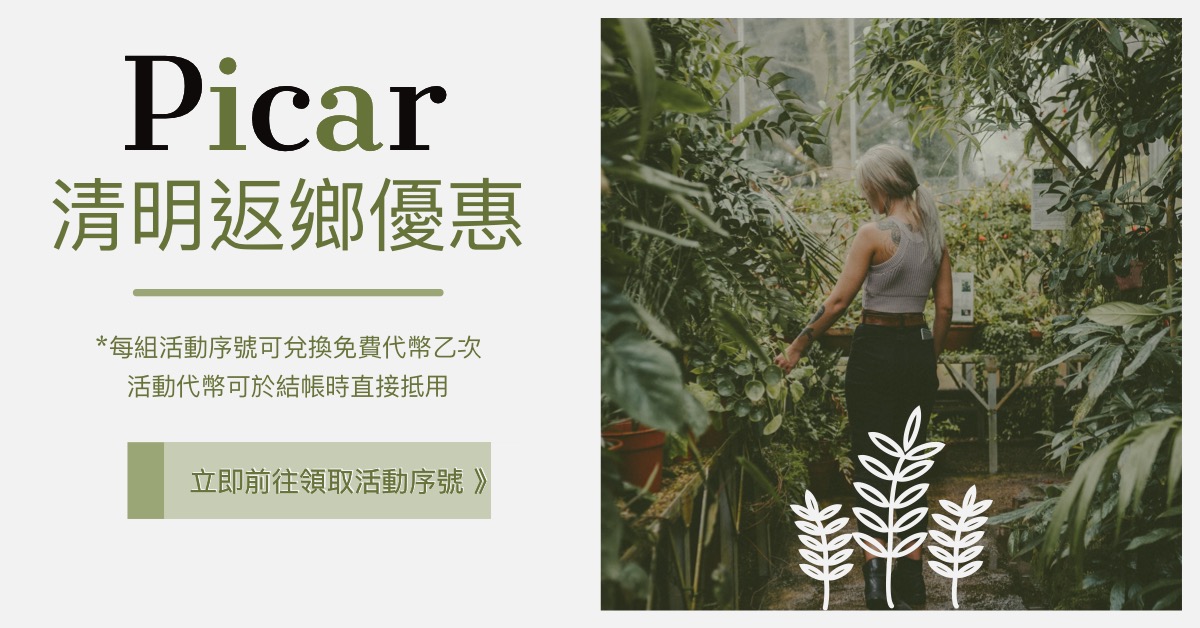 Picar
清明返鄉優惠
*每組活動序號可兌換免費代幣乙次
活動代幣可於結帳時直接抵用
立即前往領取活動序號 》